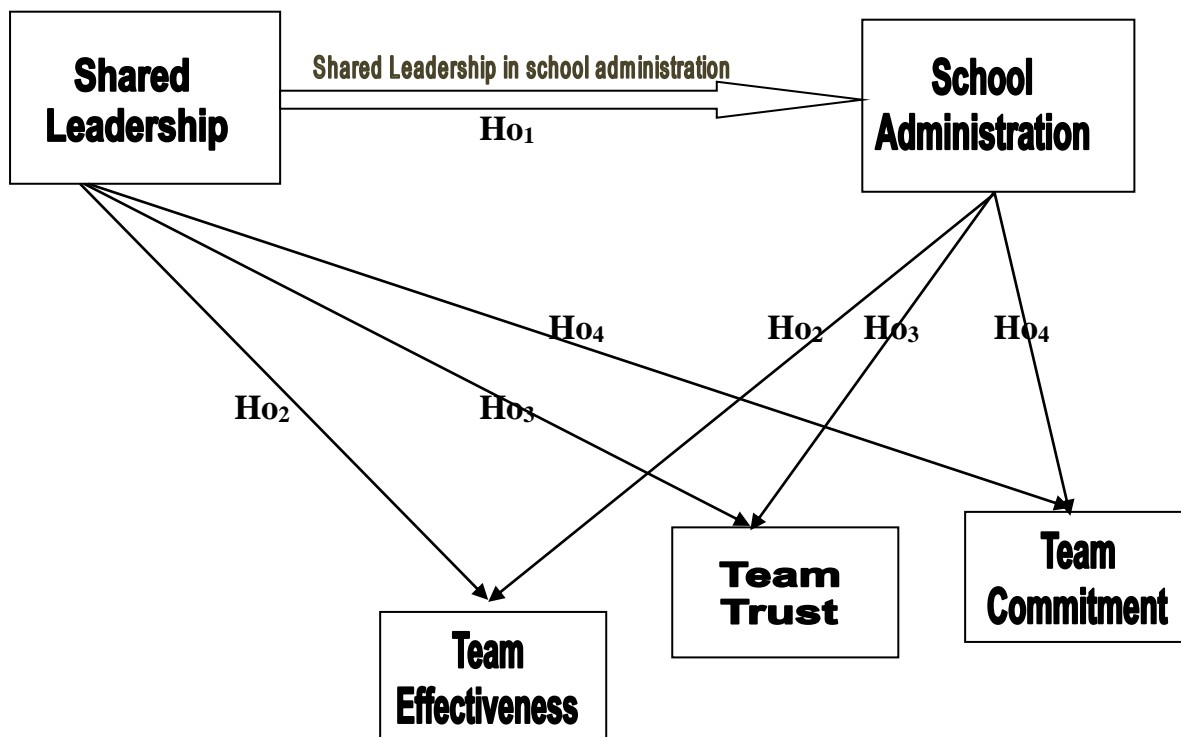 Shared
Leadership
Shared Leadership in school administration
Ho₁
School
Administration
Ho₄
Ho₂
Ho₃
Ho₄
Ho₂
Ho₃
Team
Effectiveness
Team
Trust
Team
Commitment